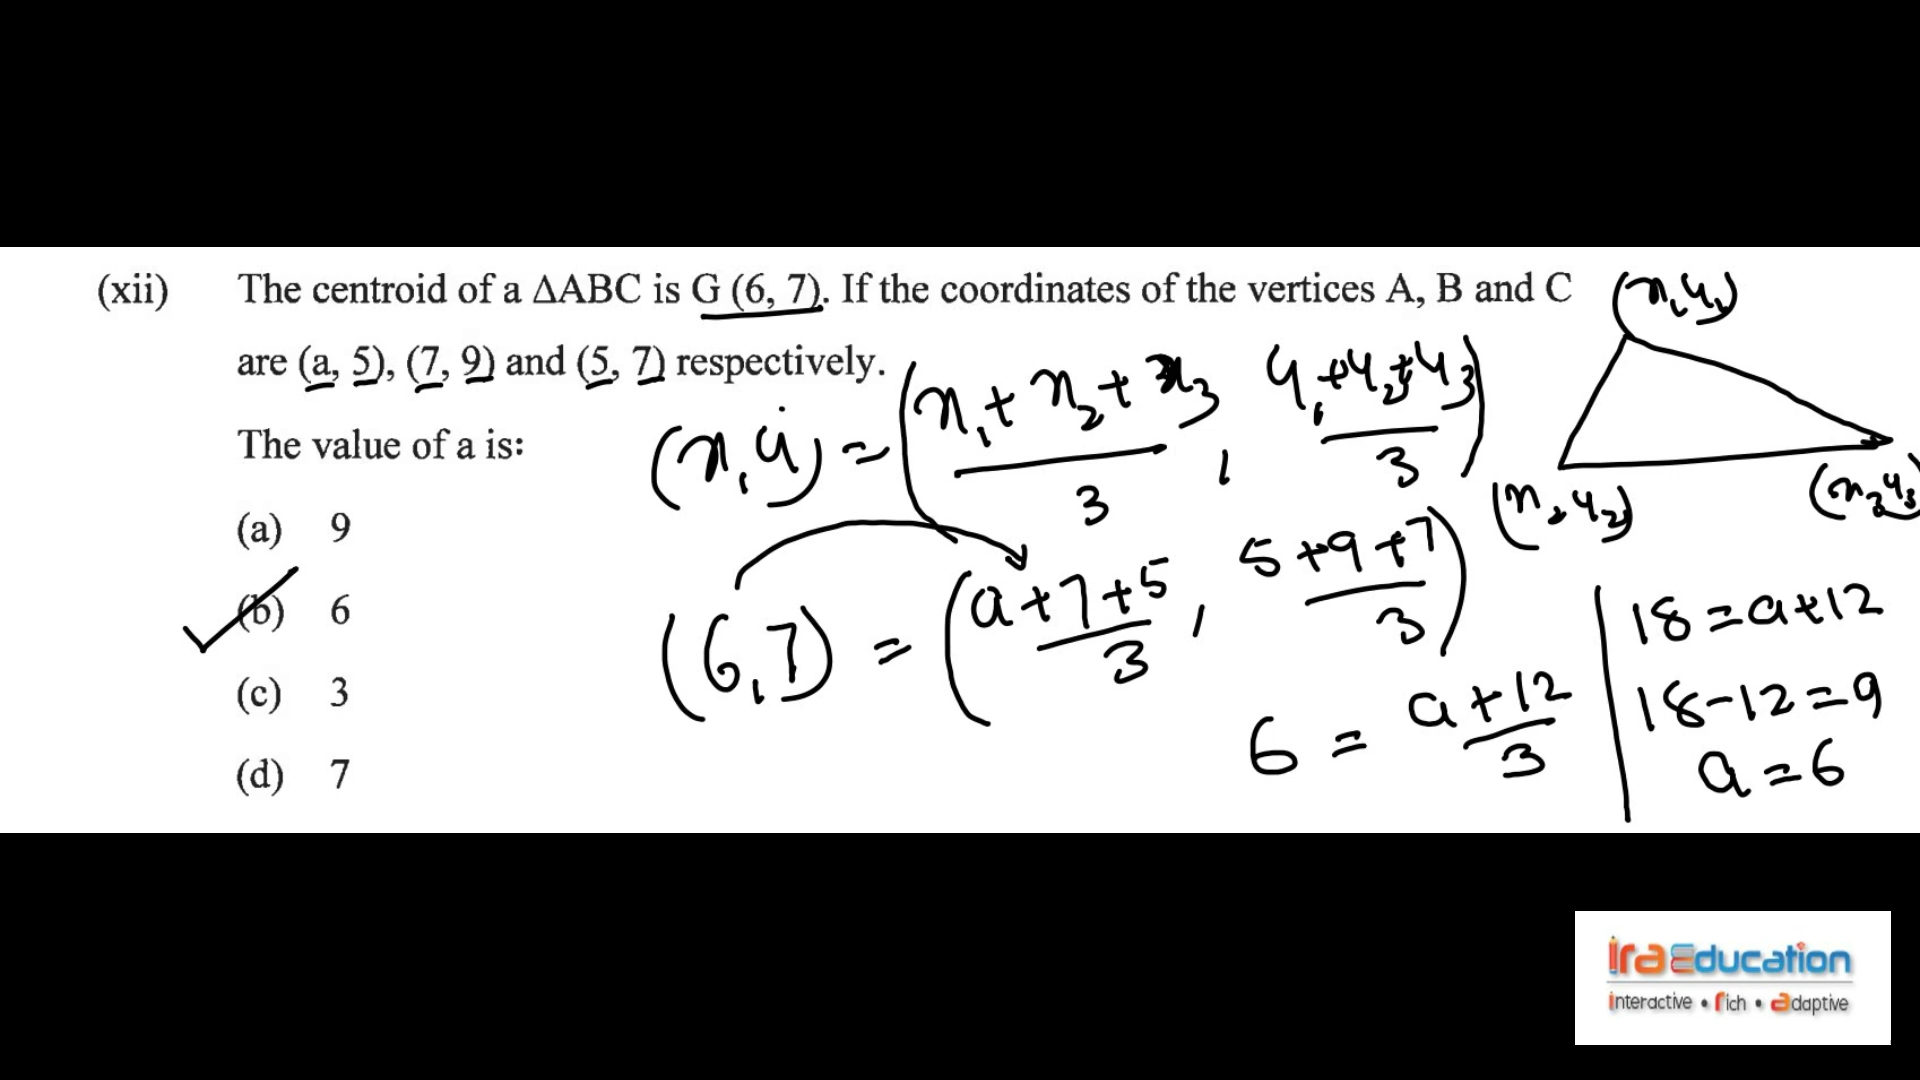 (xii) The centroid of a ΔABC is G (6, 7). If the coordinates of the vertices A, B and C
are (a, 5), (7, 9) and (5, 7) respectively.
The value of a is:
(a) 9
(b) 6
(c) 3
(d) 7
(x, y) = (x₁ + x₂ + x₃ / 3 , y₁ + y₂ + y₃ / 3)
(6, 7) = (a + 7 + 5 / 3 , 5 + 9 + 7 / 3)
6 = a + 12 / 3
(x₁ y₁)
(x₂ y₂)
(x₃ y₃)
18 = a + 12
18 - 12 = a
a = 6
ira Education
interactive • rich • adaptive